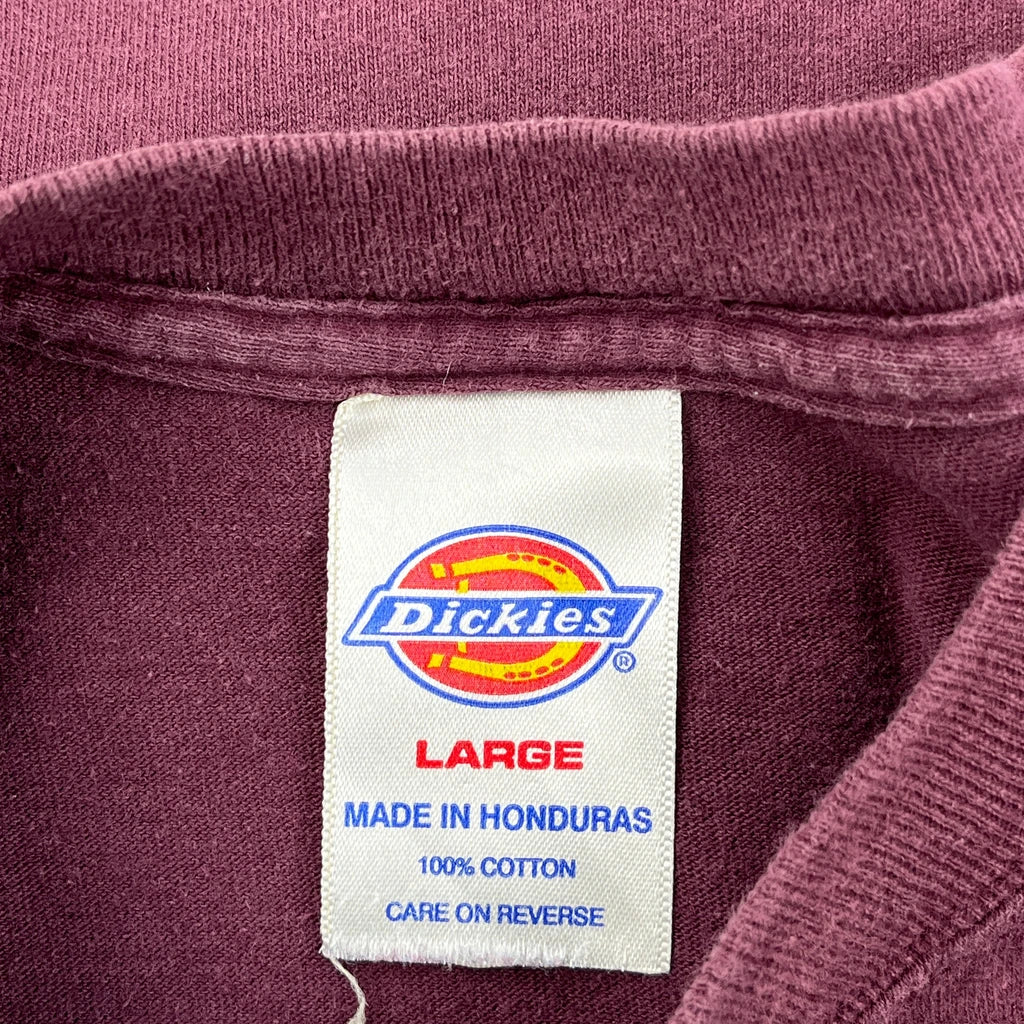 Dickies
®
LARGE
MADE IN HONDURAS
100% COTTON
CARE ON REVERSE